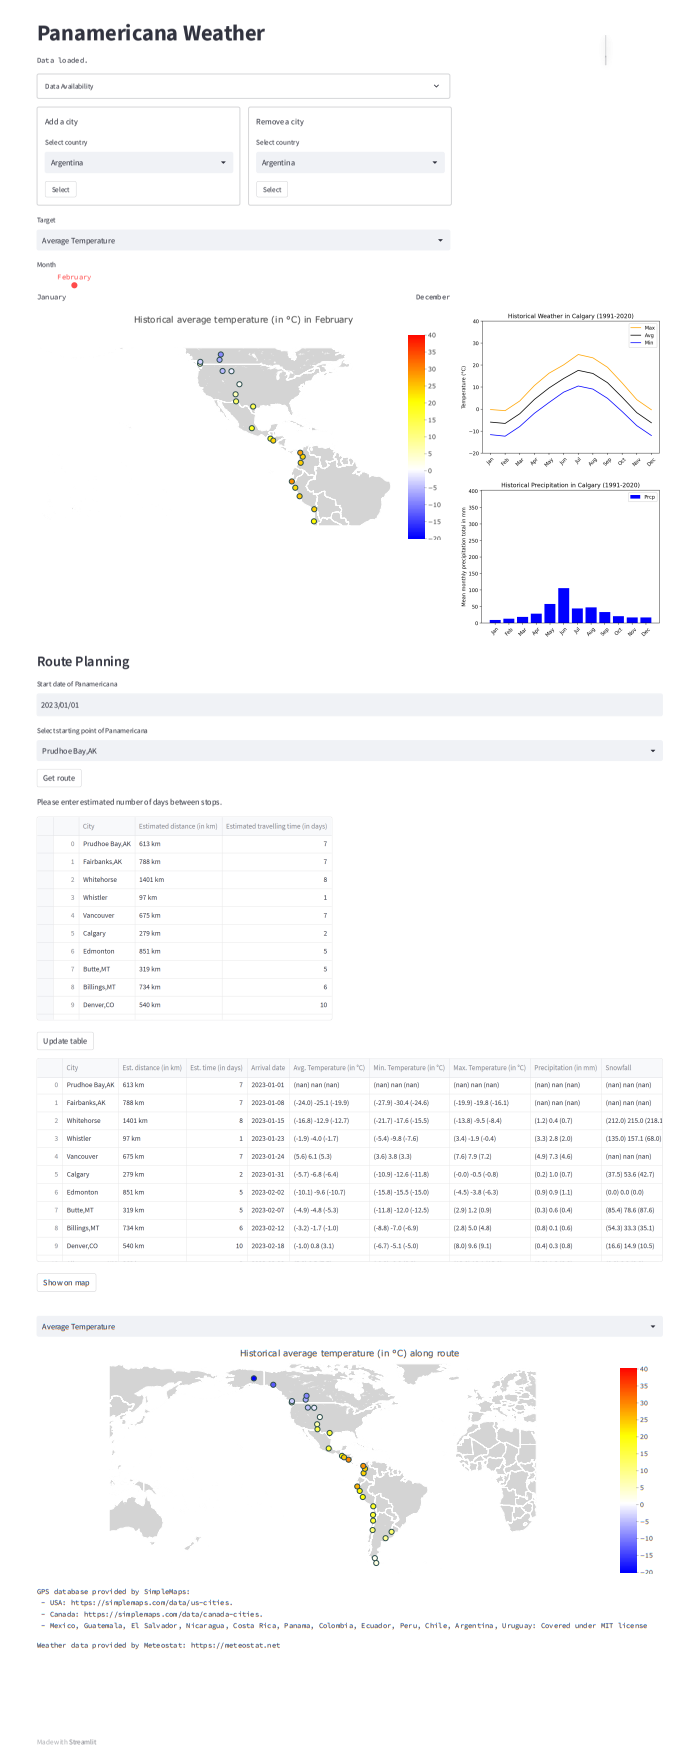 Panamericana Weather
Data loaded.
Data Availability
Add a city
Select country
Argentina
Select
Remove a city
Select country
Argentina
Select
Target
Average Temperature
Month
February
January December
Historical average temperature (in °C) in February
40
35
30
25
20
15
10
5
0
−5
−10
−15
−20
Historical Weather in Calgary (1991-2020)
Max
Avg
Min
Temperature (°C)
40
30
20
10
0
−10
−20
Jan Feb Mar Apr May Jun Jul Aug Sep Oct Nov Dec
Historical Precipitation in Calgary (1991-2020)
Prcp
Mean monthly precipitation total in mm
400
350
300
250
200
150
100
50
0
Jan Feb Mar Apr May Jun Jul Aug Sep Oct Nov Dec
Route Planning
Start date of Panamericana
2023/01/01
Select starting point of Panamericana
Prudhoe Bay,AK
Get route
Please enter estimated number of days between stops.
City Estimated distance (in km) Estimated travelling time (in days)
0 Prudhoe Bay,AK 613 km 7
1 Fairbanks,AK 788 km 7
2 Whitehorse 1401 km 8
3 Whistler 97 km 1
4 Vancouver 675 km 7
5 Calgary 279 km 2
6 Edmonton 851 km 5
7 Butte,MT 319 km 5
8 Billings,MT 734 km 6
9 Denver,CO 540 km 10
Update table
City Est. distance (in km) Est. time (in days) Arrival date Avg. Temperature (in °C) Min. Temperature (in °C) Max. Temperature (in °C) Precipitation (in mm) Snowfall
0 Prudhoe Bay,AK 613 km 7 2023-01-01 (nan) nan (nan) (nan) nan (nan) (nan) nan (nan) (nan) nan (nan) (nan) nan (nan)
1 Fairbanks,AK 788 km 7 2023-01-08 (-24.0) -25.1 (-19.9) (-27.9) -30.4 (-24.6) (-19.9) -19.8 (-16.1) (nan) nan (nan) (nan) nan (nan)
2 Whitehorse 1401 km 8 2023-01-15 (-16.8) -12.9 (-12.7) (-21.7) -17.6 (-15.5) (-13.8) -9.5 (-8.4) (1.2) 0.4 (0.7) (212.0) 215.0 (218.1
3 Whistler 97 km 1 2023-01-23 (-1.9) -4.0 (-1.7) (-5.4) -9.8 (-7.6) (3.4) -1.9 (-0.4) (3.3) 2.8 (2.0) (135.0) 157.1 (68.0)
4 Vancouver 675 km 7 2023-01-24 (5.6) 6.1 (5.3) (3.6) 3.8 (3.3) (7.6) 7.9 (7.2) (4.9) 7.3 (4.6) (nan) nan (nan)
5 Calgary 279 km 2 2023-01-31 (-5.7) -6.8 (-6.4) (-10.9) -12.6 (-11.8) (-0.0) -0.5 (-0.8) (0.2) 1.0 (0.7) (37.5) 53.6 (42.7)
6 Edmonton 851 km 5 2023-02-02 (-10.1) -9.6 (-10.7) (-15.8) -15.5 (-15.0) (-4.5) -3.8 (-6.3) (0.9) 0.9 (1.1) (0.0) 0.0 (0.0)
7 Butte,MT 319 km 5 2023-02-07 (-4.9) -4.8 (-5.3) (-11.8) -12.0 (-12.5) (2.9) 1.2 (0.9) (0.3) 0.6 (0.4) (85.4) 78.6 (87.6)
8 Billings,MT 734 km 6 2023-02-12 (-3.2) -1.7 (-1.0) (-8.8) -7.0 (-6.9) (2.8) 5.0 (4.8) (0.8) 0.1 (0.6) (54.3) 33.3 (35.1)
9 Denver,CO 540 km 10 2023-02-18 (-1.0) 0.8 (3.1) (-6.7) -5.1 (-5.0) (8.0) 9.6 (9.1) (0.4) 0.3 (0.8) (16.6) 14.9 (10.5)
Show on map
Average Temperature
Historical average temperature (in °C) along route
40
35
30
25
20
15
10
5
0
−5
−10
−15
−20
GPS database provided by SimpleMaps:
- USA: https://simplemaps.com/data/us-cities.
- Canada: https://simplemaps.com/data/canada-cities.
- Mexico, Guatemala, El Salvador, Nicaragua, Costa Rica, Panama, Colombia, Ecuador, Peru, Chile, Argentina, Uruguay: Covered under MIT license
Weather data provided by Meteostat: https://meteostat.net
Made with Streamlit